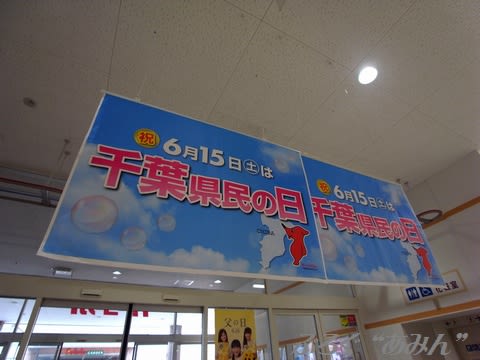 祝 6月15日(土)は
千葉県民の日
祝 6月15日(土)は
千葉県民の日
父の日
"あみん"